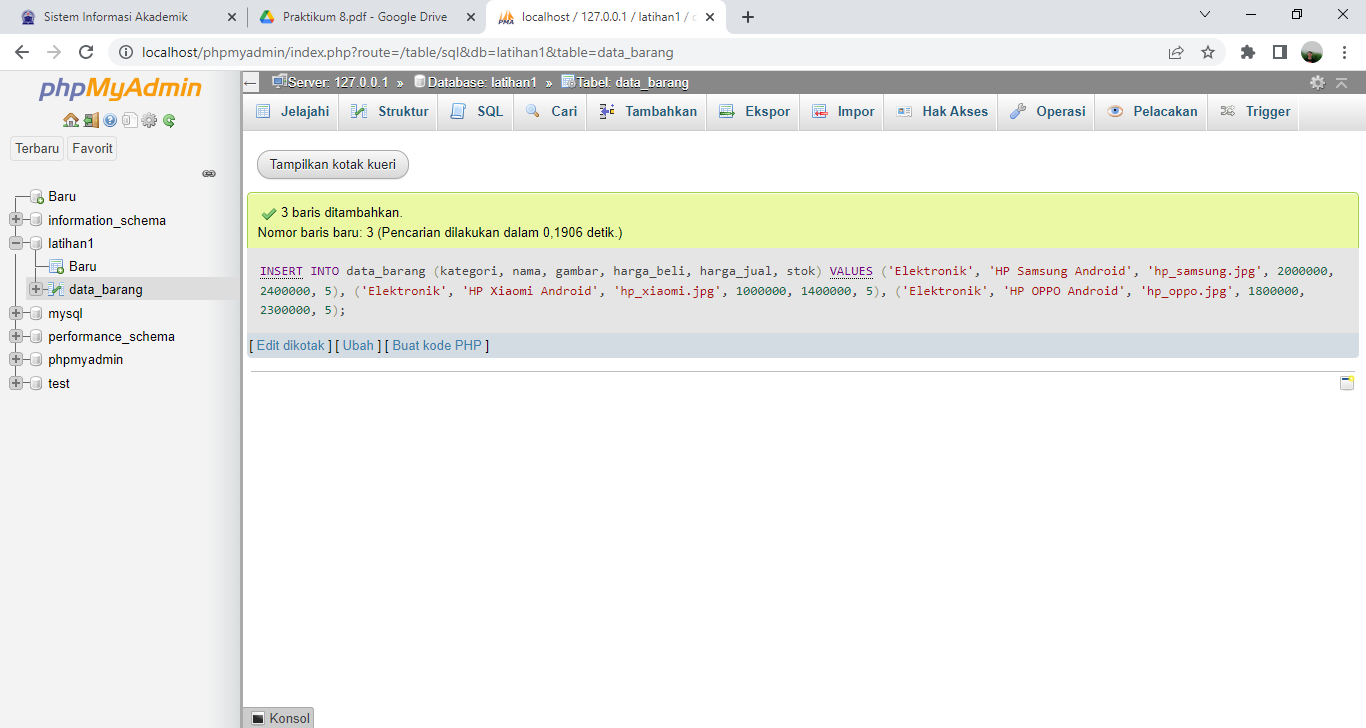 Sistem Informasi Akademik
Praktikum 8.pdf - Google Drive
localhost / 127.0.0.1 / latihan1 /
localhost/phpmyadmin/index.php?route=/table/sql&db=latihan1&table=data_barang
phpMyAdmin
Terbaru Favorit
Baru
information_schema
latihan1
Baru
data_barang
mysql
performance_schema
phpmyadmin
test
Server: 127.0.0.1 » Database: latihan1 » Tabel: data_barang
Jelajahi Struktur SQL Cari Tambahkan Ekspor Impor Hak Akses Operasi Pelacakan Trigger
Tampilkan kotak kueri
3 baris ditambahkan.
Nomor baris baru: 3 (Pencarian dilakukan dalam 0,1906 detik.)
INSERT INTO data_barang (kategori, nama, gambar, harga_beli, harga_jual, stok) VALUES ('Elektronik', 'HP Samsung Android', 'hp_samsung.jpg', 2000000,
2400000, 5), ('Elektronik', 'HP Xiaomi Android', 'hp_xiaomi.jpg', 1000000, 1400000, 5), ('Elektronik', 'HP OPPO Android', 'hp_oppo.jpg', 1800000,
2300000, 5);
[ Edit dikotak ] [ Ubah ] [ Buat kode PHP ]
Konsol